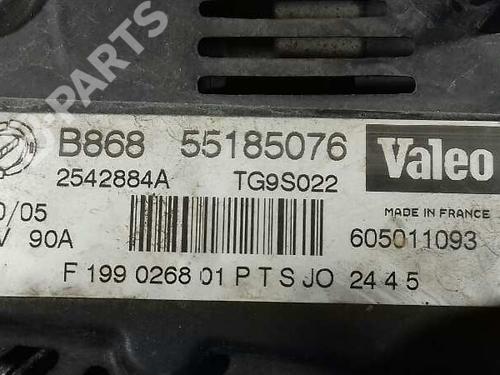 B-PARTS
B868 55185076 Valeo
2542884A TG9S022
0/05 MADE IN FRANCE
V 90A 605011093
F 199 0268 01 P T S JO 24 4 5